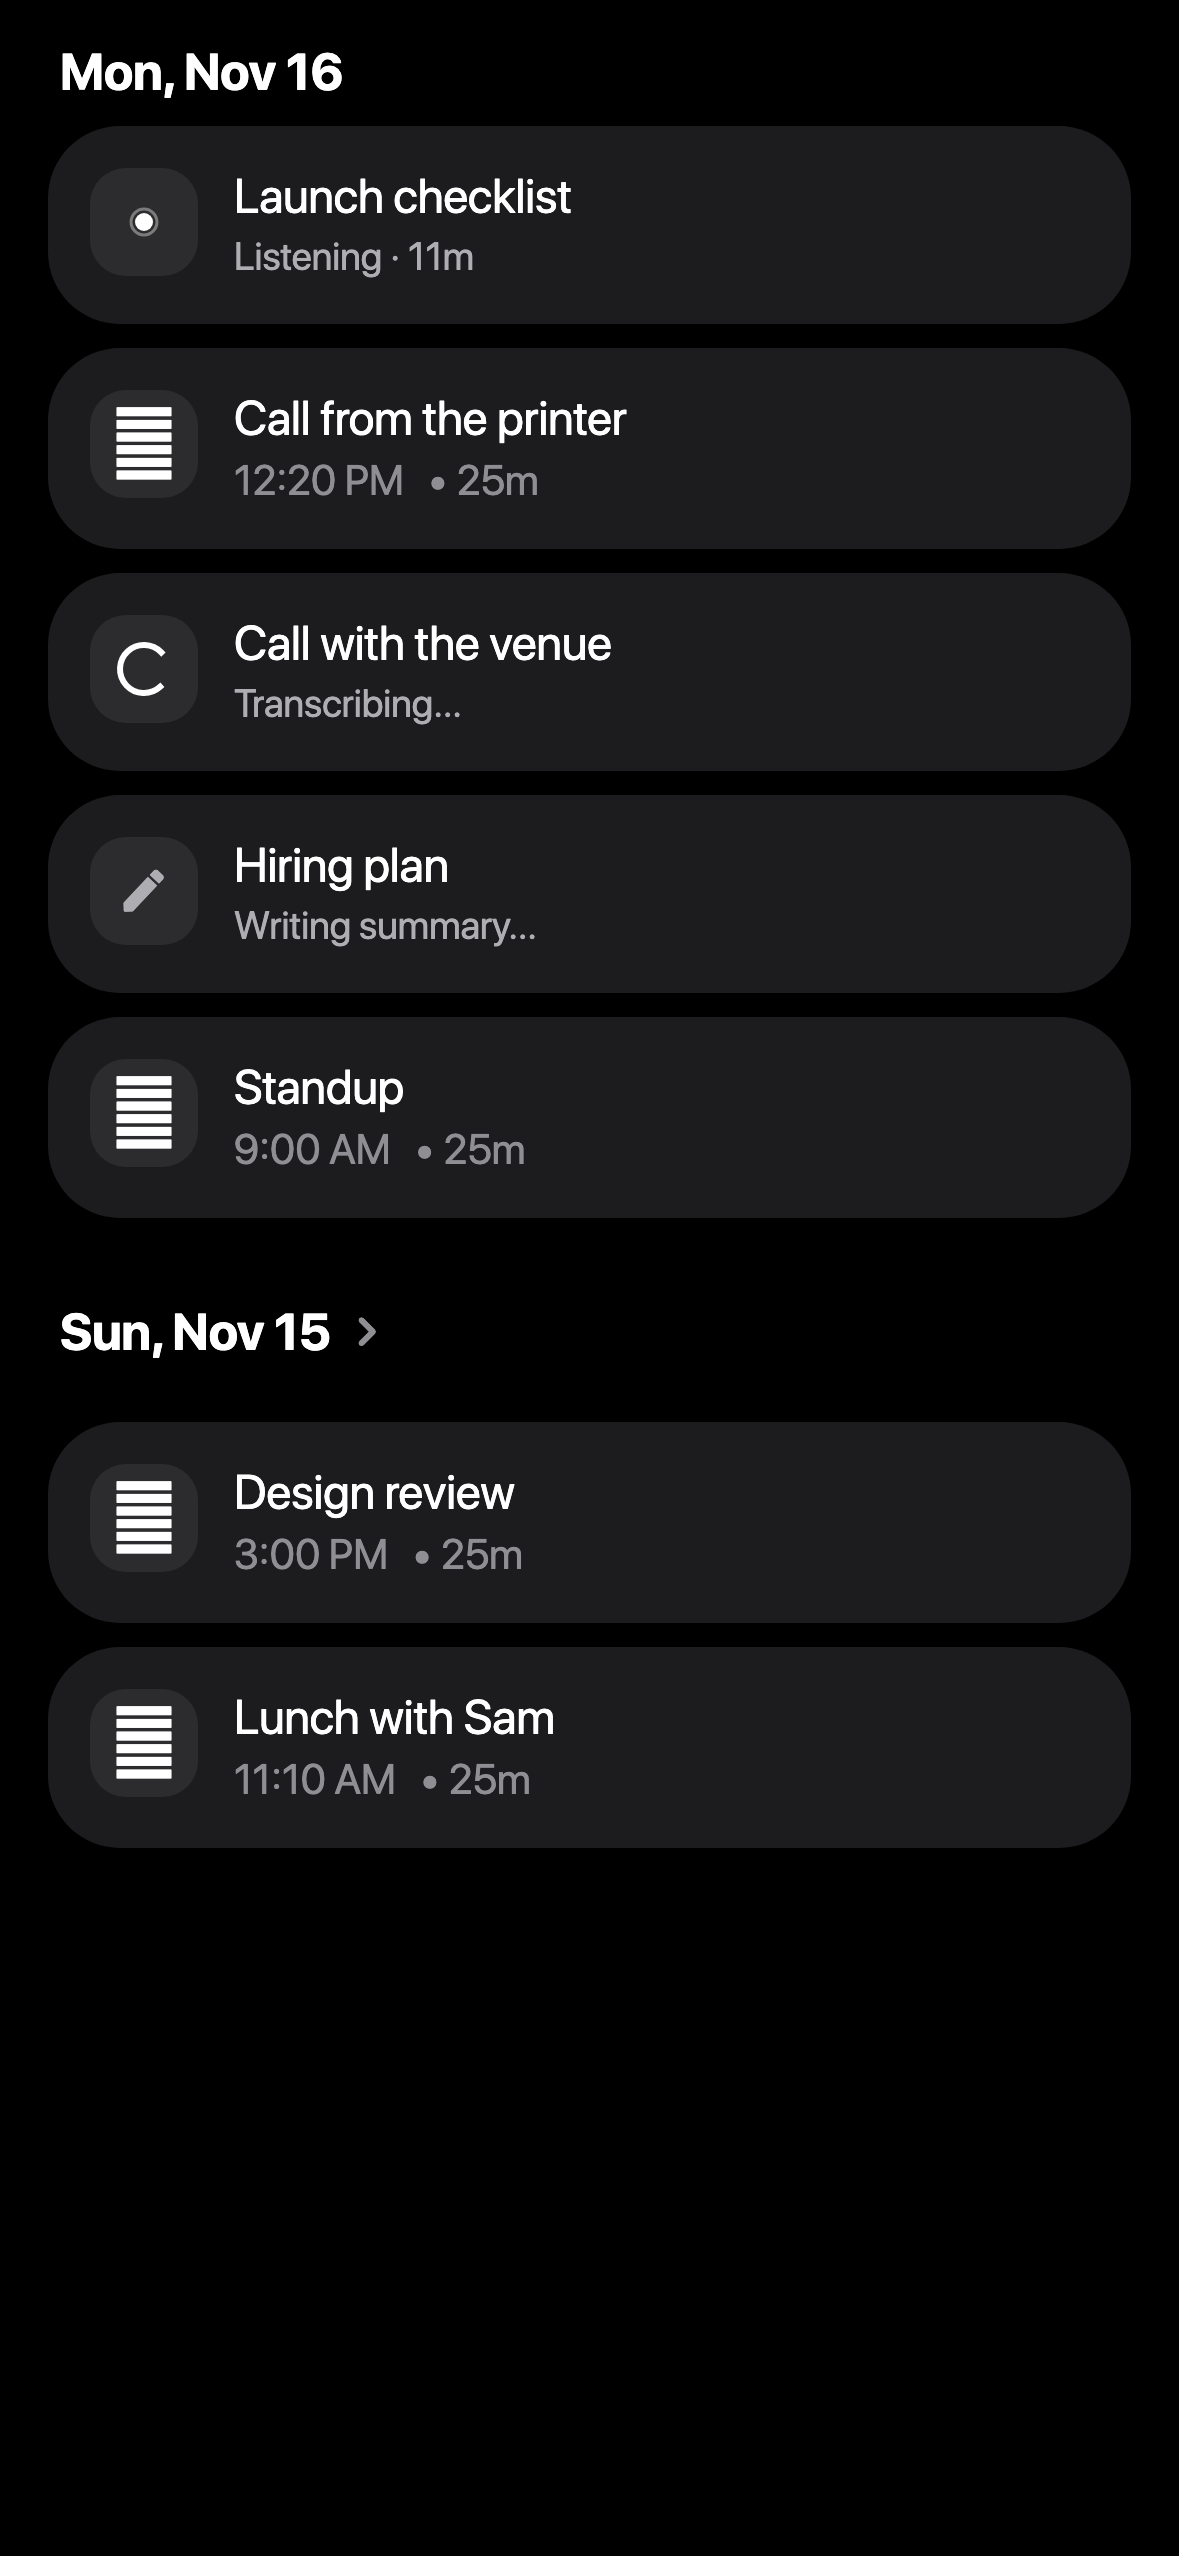 Mon, Nov 16
Launch checklist
Listening · 11m
Call from the printer
12:20 PM • 25m
Call with the venue
Transcribing...
Hiring plan
Writing summary...
Standup
9:00 AM • 25m
Sun, Nov 15
Design review
3:00 PM • 25m
Lunch with Sam
11:10 AM • 25m